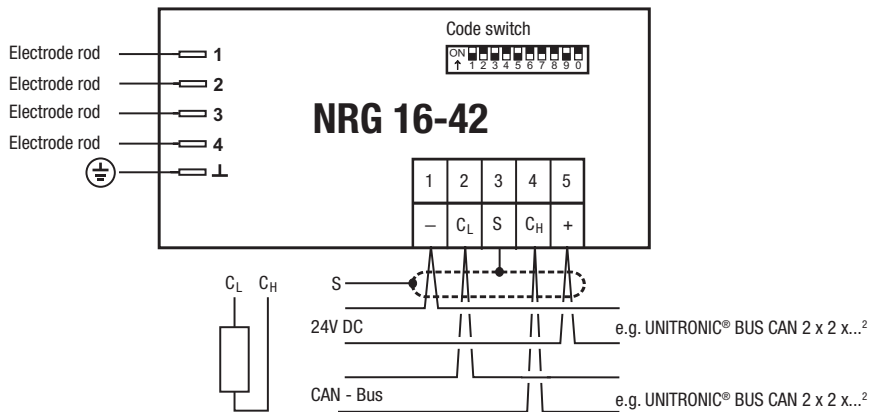 Code switch
ON
↑ 1 2 3 4 5 6 7 8 9 0
Electrode rod 1
Electrode rod 2
Electrode rod 3
Electrode rod 4
NRG 16-42
1 2 3 4 5
– C_L S C_H +
C_L C_H
S
24V DC
e.g. UNITRONIC® BUS CAN 2 x 2 x...²
CAN - Bus
e.g. UNITRONIC® BUS CAN 2 x 2 x...²